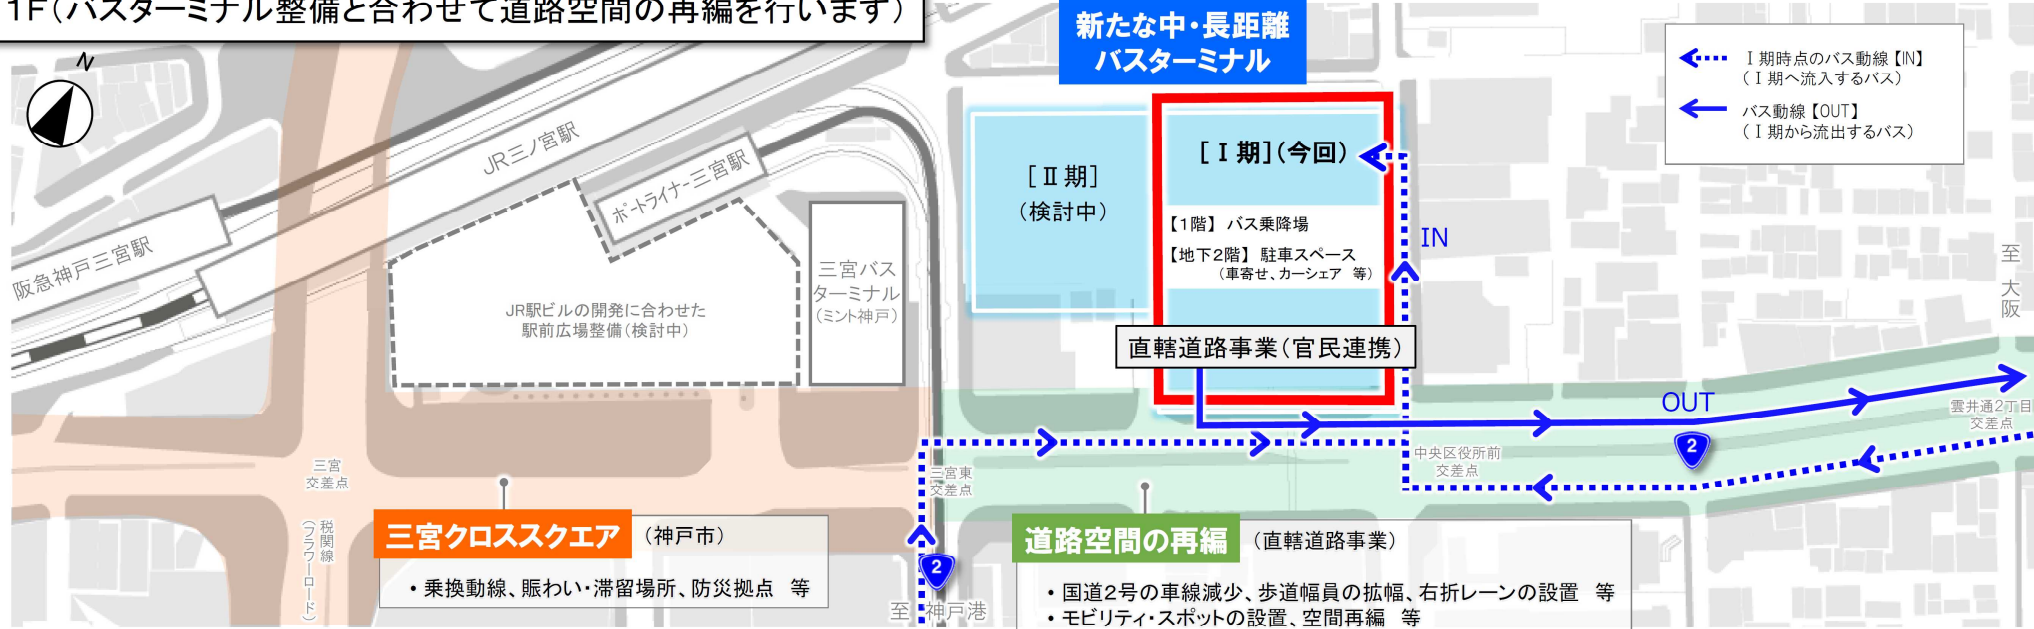 1F(バスターミナル整備と合わせて道路空間の再編を行います)
N
新たな中・長距離
バスターミナル
Ⅰ期時点のバス動線【IN】
(Ⅰ期へ流入するバス)
バス動線【OUT】
(Ⅰ期から流出するバス)
阪急神戸三宮駅
JR三ノ宮駅
ポートライナー三宮駅
JR駅ビルの開発に合わせた
駅前広場整備(検討中)
三宮バス
ターミナル
(ミント神戸)
[Ⅱ期]
(検討中)
[Ⅰ期](今回)
【1階】バス乗降場
【地下2階】駐車スペース
(車寄せ、カーシェア 等)
直轄道路事業(官民連携)
IN
OUT
至 大阪
雲井通2丁目
交差点
2
中央区役所前
交差点
三宮東
交差点
三宮
交差点
税関線
(フラワーロード)
三宮クロススクエア (神戸市)
・乗換動線、賑わい・滞留場所、防災拠点 等
2
至 神戸港
道路空間の再編 (直轄道路事業)
・国道2号の車線減少、歩道幅員の拡幅、右折レーンの設置 等
・モビリティ・スポットの設置、空間再編 等